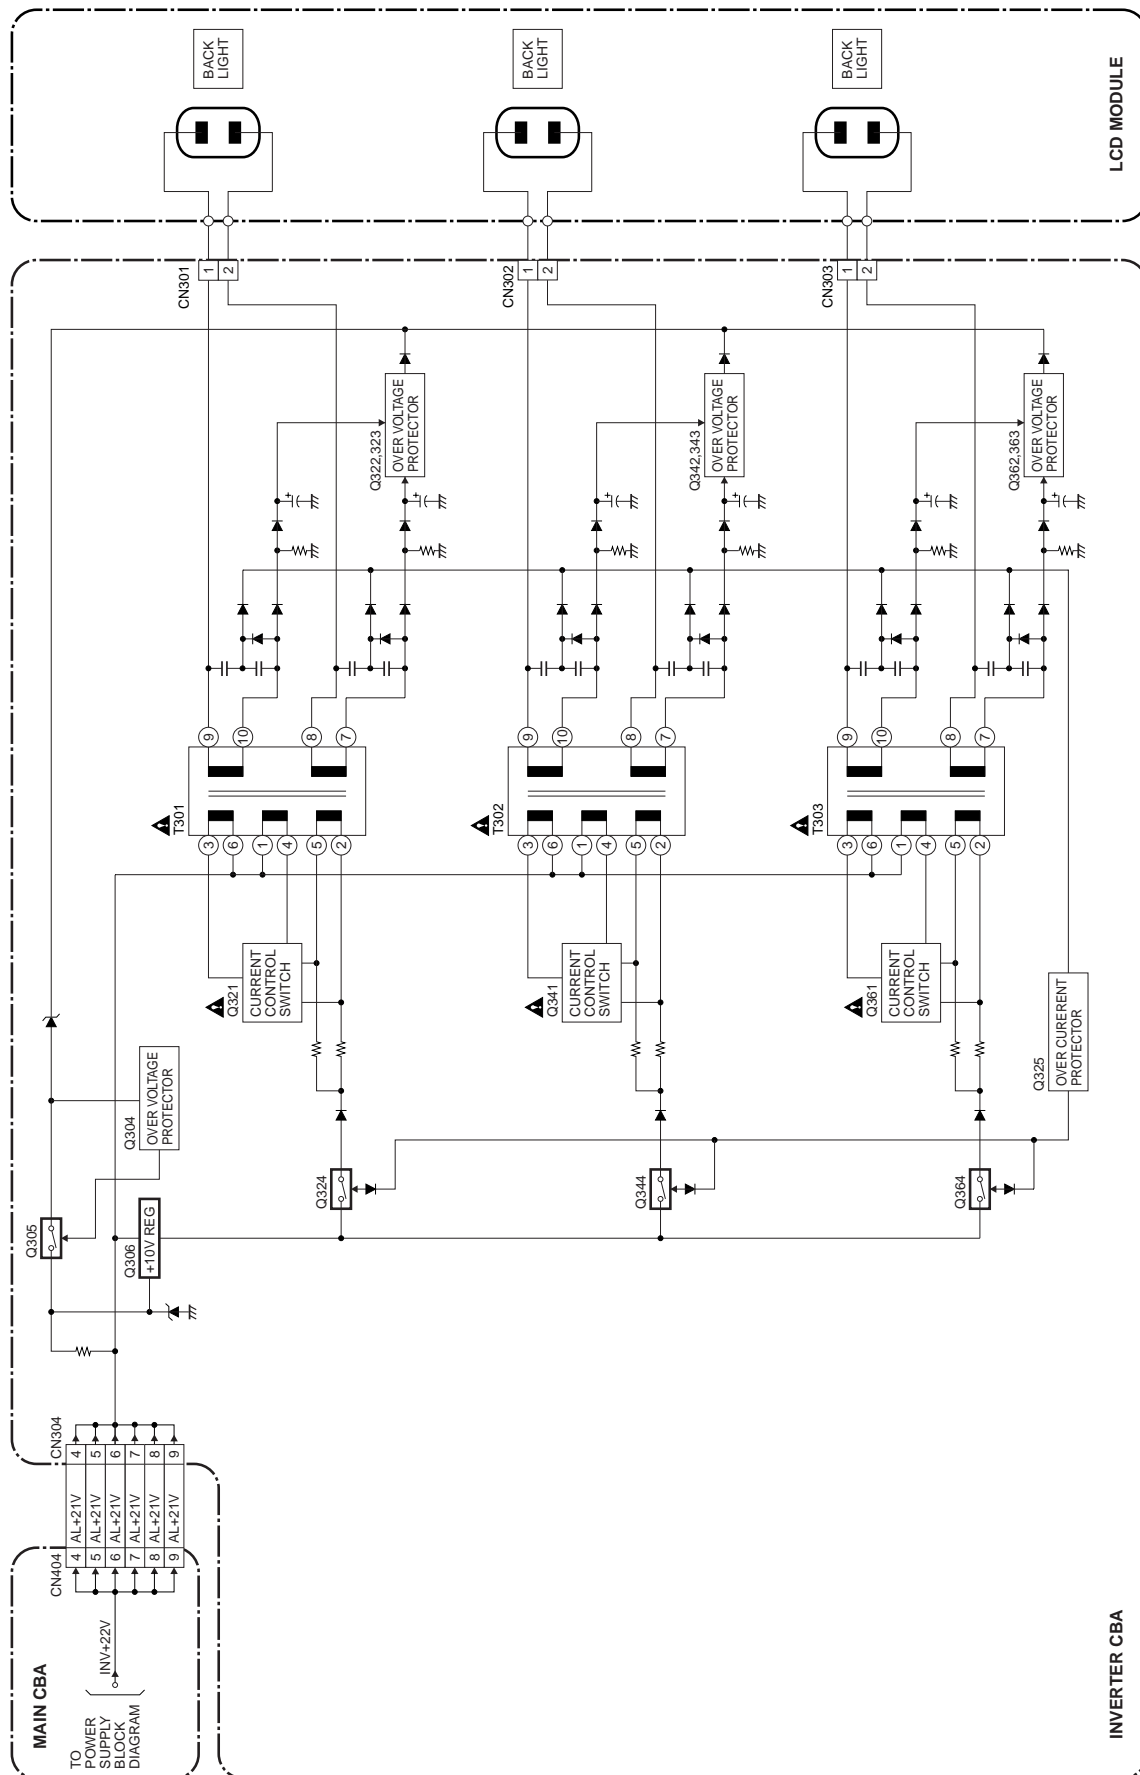 MAIN CBA
TO
POWER
SUPPLY
BLOCK
DIAGRAM
INV+22V
CN404
CN304
4 AL+21V 4
5 AL+21V 5
6 AL+21V 6
7 AL+21V 7
8 AL+21V 8
9 AL+21V 9
INVERTER CBA
Q305
Q306
+10V REG
Q304
OVER VOLTAGE
PROTECTOR
Q324
Q344
Q364
Q325
OVER CURERENT
PROTECTOR
Q321
CURRENT
CONTROL
SWITCH
Q341
CURRENT
CONTROL
SWITCH
Q361
CURRENT
CONTROL
SWITCH
T301
3
6
1
4
5
2
9
10
8
7
T302
3
6
1
4
5
2
9
10
8
7
T303
3
6
1
4
5
2
9
10
8
7
+
+
Q322,323
OVER VOLTAGE
PROTECTOR
+
+
Q342,343
OVER VOLTAGE
PROTECTOR
+
+
Q362,363
OVER VOLTAGE
PROTECTOR
CN301
1
2
CN302
1
2
CN303
1
2
BACK
LIGHT
BACK
LIGHT
BACK
LIGHT
LCD MODULE